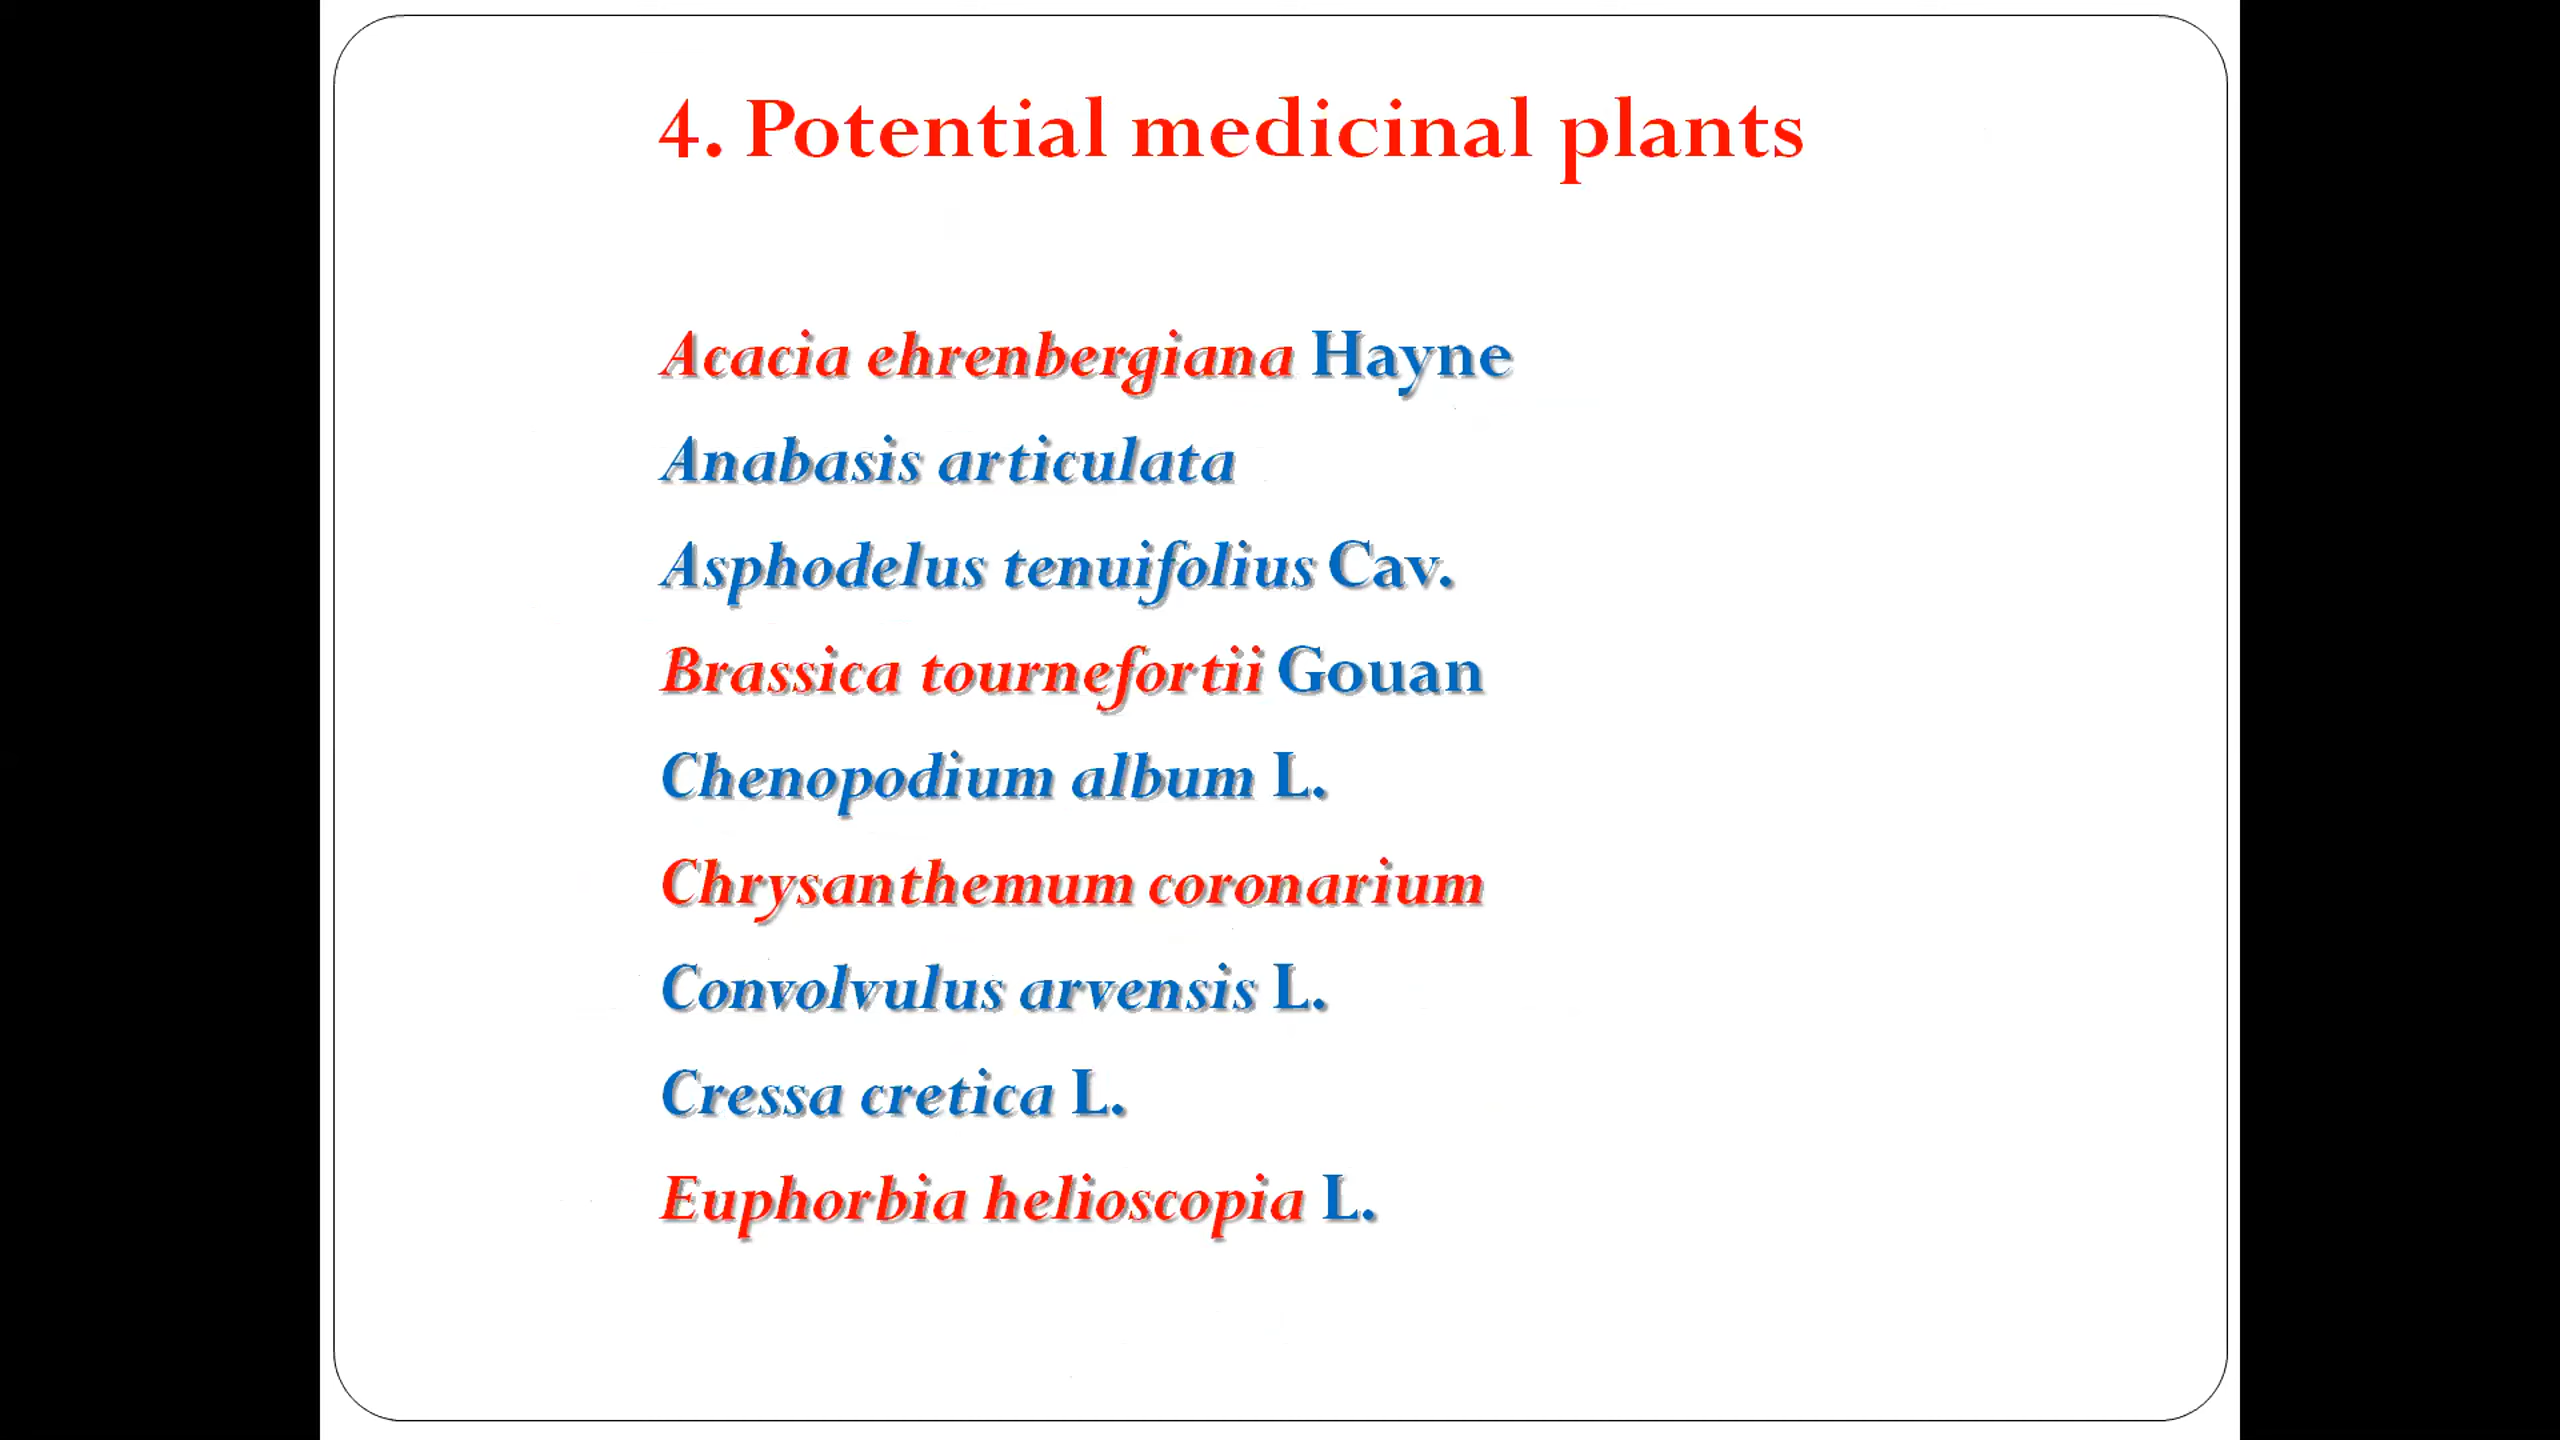 4. Potential medicinal plants
Acacia ehrenbergiana Hayne
Anabasis articulata
Asphodelus tenuifolius Cav.
Brassica tournefortii Gouan
Chenopodium album L.
Chrysanthemum coronarium
Convolvulus arvensis L.
Cressa cretica L.
Euphorbia helioscopia L.